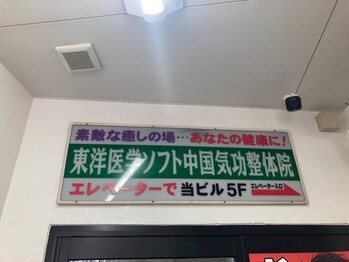 素敵な癒しの場…あなたの健康に！
東洋医学ソフト中国気功整体院
エレベーターで 当ビル5F エレベーター入口